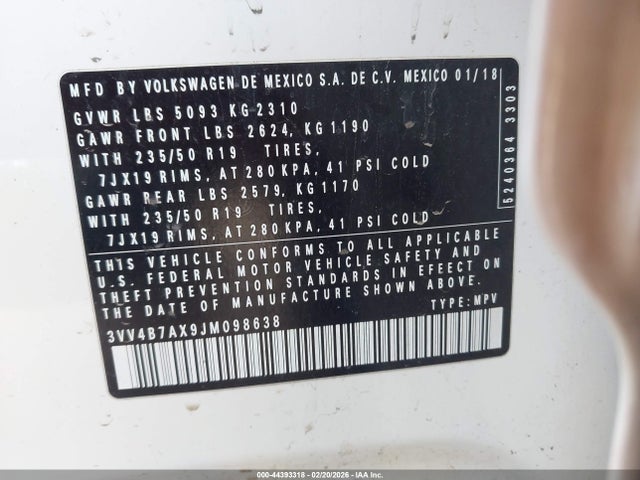 MFD BY VOLKSWAGEN DE MEXICO S.A. DE C.V. MEXICO 01/18
GVWR LBS 5093 KG 2310
GAWR FRONT LBS 2624, KG 1190
WITH 235/50 R19 TIRES,
7JX19 RIMS, AT 280 KPA, 41 PSI COLD
GAWR REAR LBS 2579, KG 1170
WITH 235/50 R19 TIRES,
7JX19 RIMS, AT 280 KPA, 41 PSI COLD
THIS VEHICLE CONFORMS TO ALL APPLICABLE
U.S. FEDERAL MOTOR VEHICLE SAFETY AND
THEFT PREVENTION STANDARDS IN EFFECT ON
THE DATE OF MANUFACTURE SHOWN ABOVE.
3VV4B7AX9JM098638 TYPE: MPV
5240364 3303
000-44393318 - 02/20/2026 - IAA, Inc.